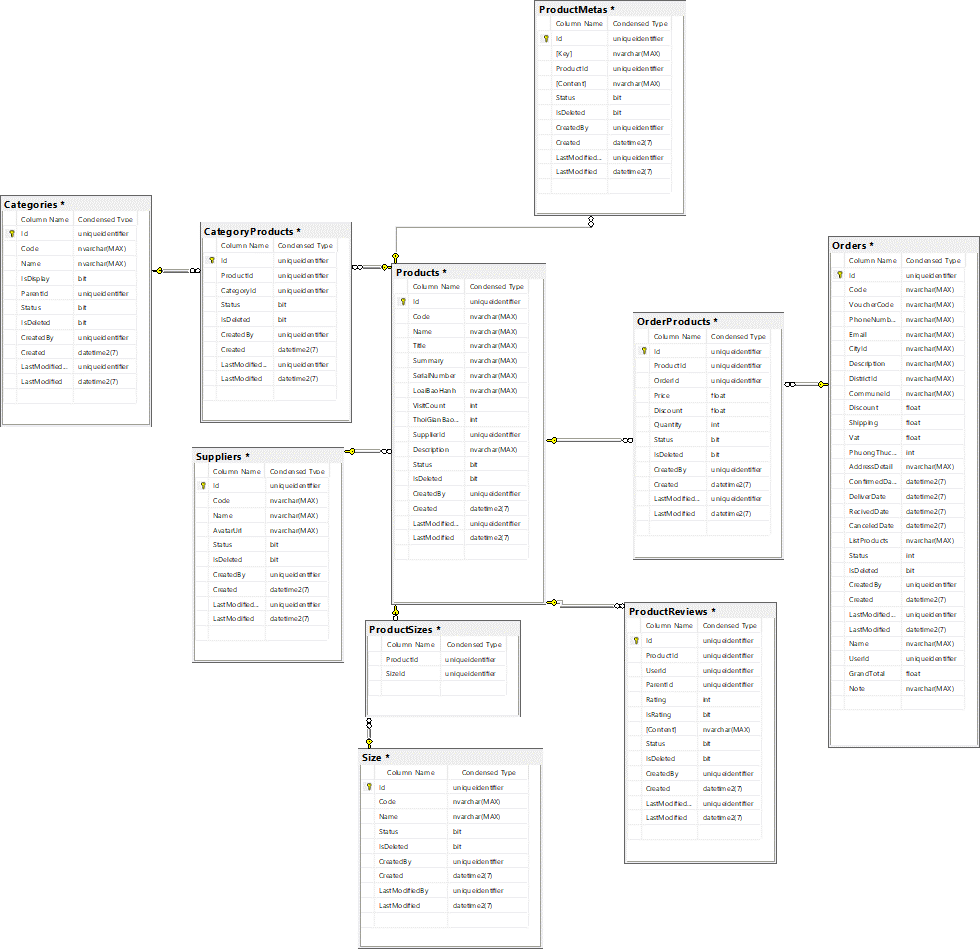 ProductMetas *
Column Name Condensed Type
Id uniqueidentifier
[Key] nvarchar(MAX)
ProductId uniqueidentifier
[Content] nvarchar(MAX)
Status bit
IsDeleted bit
CreatedBy uniqueidentifier
Created datetime2(7)
LastModified... uniqueidentifier
LastModified datetime2(7)
Categories *
Column Name Condensed Type
Id uniqueidentifier
Code nvarchar(MAX)
Name nvarchar(MAX)
IsDisplay bit
ParentId uniqueidentifier
Status bit
IsDeleted bit
CreatedBy uniqueidentifier
Created datetime2(7)
LastModified... uniqueidentifier
LastModified datetime2(7)
CategoryProducts *
Column Name Condensed Type
Id uniqueidentifier
ProductId uniqueidentifier
CategoryId uniqueidentifier
Status bit
IsDeleted bit
CreatedBy uniqueidentifier
Created datetime2(7)
LastModified... uniqueidentifier
LastModified datetime2(7)
Products *
Column Name Condensed Type
Id uniqueidentifier
Code nvarchar(MAX)
Name nvarchar(MAX)
Title nvarchar(MAX)
Summary nvarchar(MAX)
SerialNumber nvarchar(MAX)
LoaiBaoHanh nvarchar(MAX)
VisitCount int
ThoiGianBao... int
SupplierId uniqueidentifier
Description nvarchar(MAX)
Status bit
IsDeleted bit
CreatedBy uniqueidentifier
Created datetime2(7)
LastModified... uniqueidentifier
LastModified datetime2(7)
OrderProducts *
Column Name Condensed Type
Id uniqueidentifier
ProductId uniqueidentifier
OrderId uniqueidentifier
Price float
Discount float
Quantity int
Status bit
IsDeleted bit
CreatedBy uniqueidentifier
Created datetime2(7)
LastModified... uniqueidentifier
LastModified datetime2(7)
Orders *
Column Name Condensed Type
Id uniqueidentifier
Code nvarchar(MAX)
VoucherCode nvarchar(MAX)
PhoneNumb... nvarchar(MAX)
Email nvarchar(MAX)
CityId nvarchar(MAX)
Description nvarchar(MAX)
DistrictId nvarchar(MAX)
CommuneId nvarchar(MAX)
Discount float
Shipping float
Vat float
PhuongThuc... int
AddressDetail nvarchar(MAX)
ConfirmedDa... datetime2(7)
DeliverDate datetime2(7)
RecivedDate datetime2(7)
CanceledDate datetime2(7)
ListProducts nvarchar(MAX)
Status int
IsDeleted bit
CreatedBy uniqueidentifier
Created datetime2(7)
LastModified... uniqueidentifier
LastModified datetime2(7)
Name nvarchar(MAX)
UserId uniqueidentifier
GrandTotal float
Note nvarchar(MAX)
Suppliers *
Column Name Condensed Type
Id uniqueidentifier
Code nvarchar(MAX)
Name nvarchar(MAX)
AvatarUrl nvarchar(MAX)
Status bit
IsDeleted bit
CreatedBy uniqueidentifier
Created datetime2(7)
LastModified... uniqueidentifier
LastModified datetime2(7)
ProductSizes *
Column Name Condensed Type
ProductId uniqueidentifier
SizeId uniqueidentifier
ProductReviews *
Column Name Condensed Type
Id uniqueidentifier
ProductId uniqueidentifier
UserId uniqueidentifier
ParentId uniqueidentifier
Rating int
IsRating bit
[Content] nvarchar(MAX)
Status bit
IsDeleted bit
CreatedBy uniqueidentifier
Created datetime2(7)
LastModified... uniqueidentifier
LastModified datetime2(7)
Size *
Column Name Condensed Type
Id uniqueidentifier
Code nvarchar(MAX)
Name nvarchar(MAX)
Status bit
IsDeleted bit
CreatedBy uniqueidentifier
Created datetime2(7)
LastModifiedBy uniqueidentifier
LastModified datetime2(7)